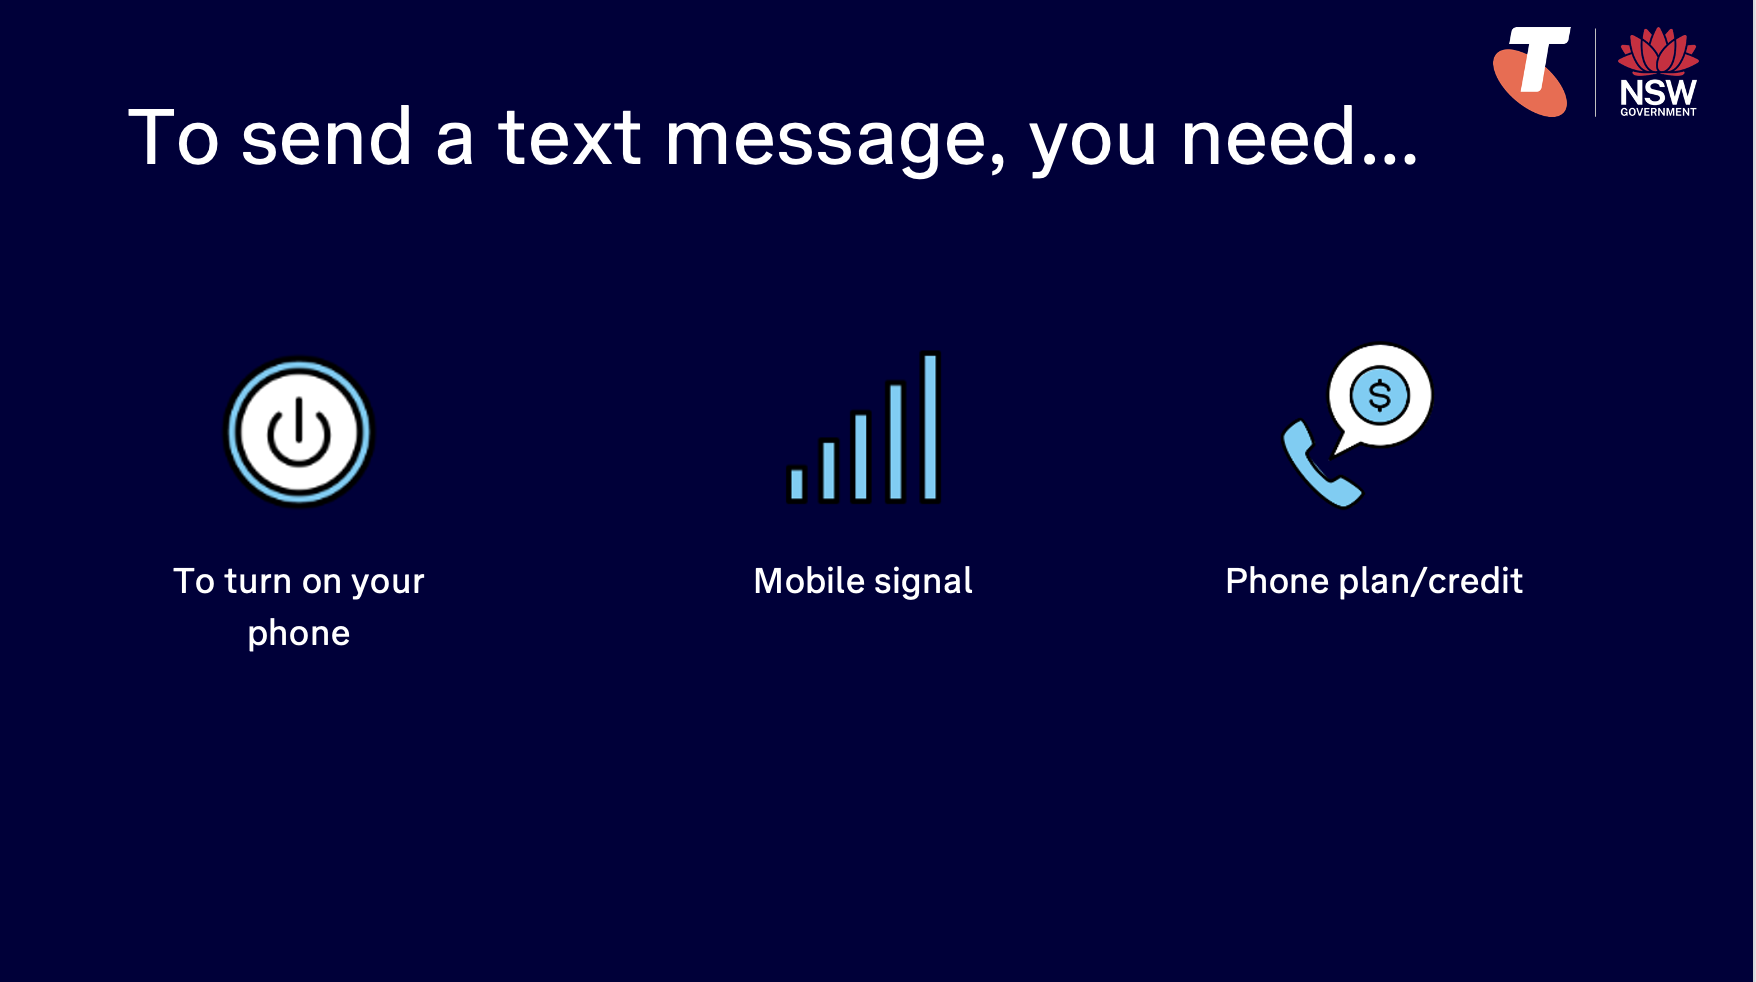 To send a text message, you need...
T
NSW
GOVERNMENT
$
To turn on your
phone
Mobile signal
Phone plan/credit